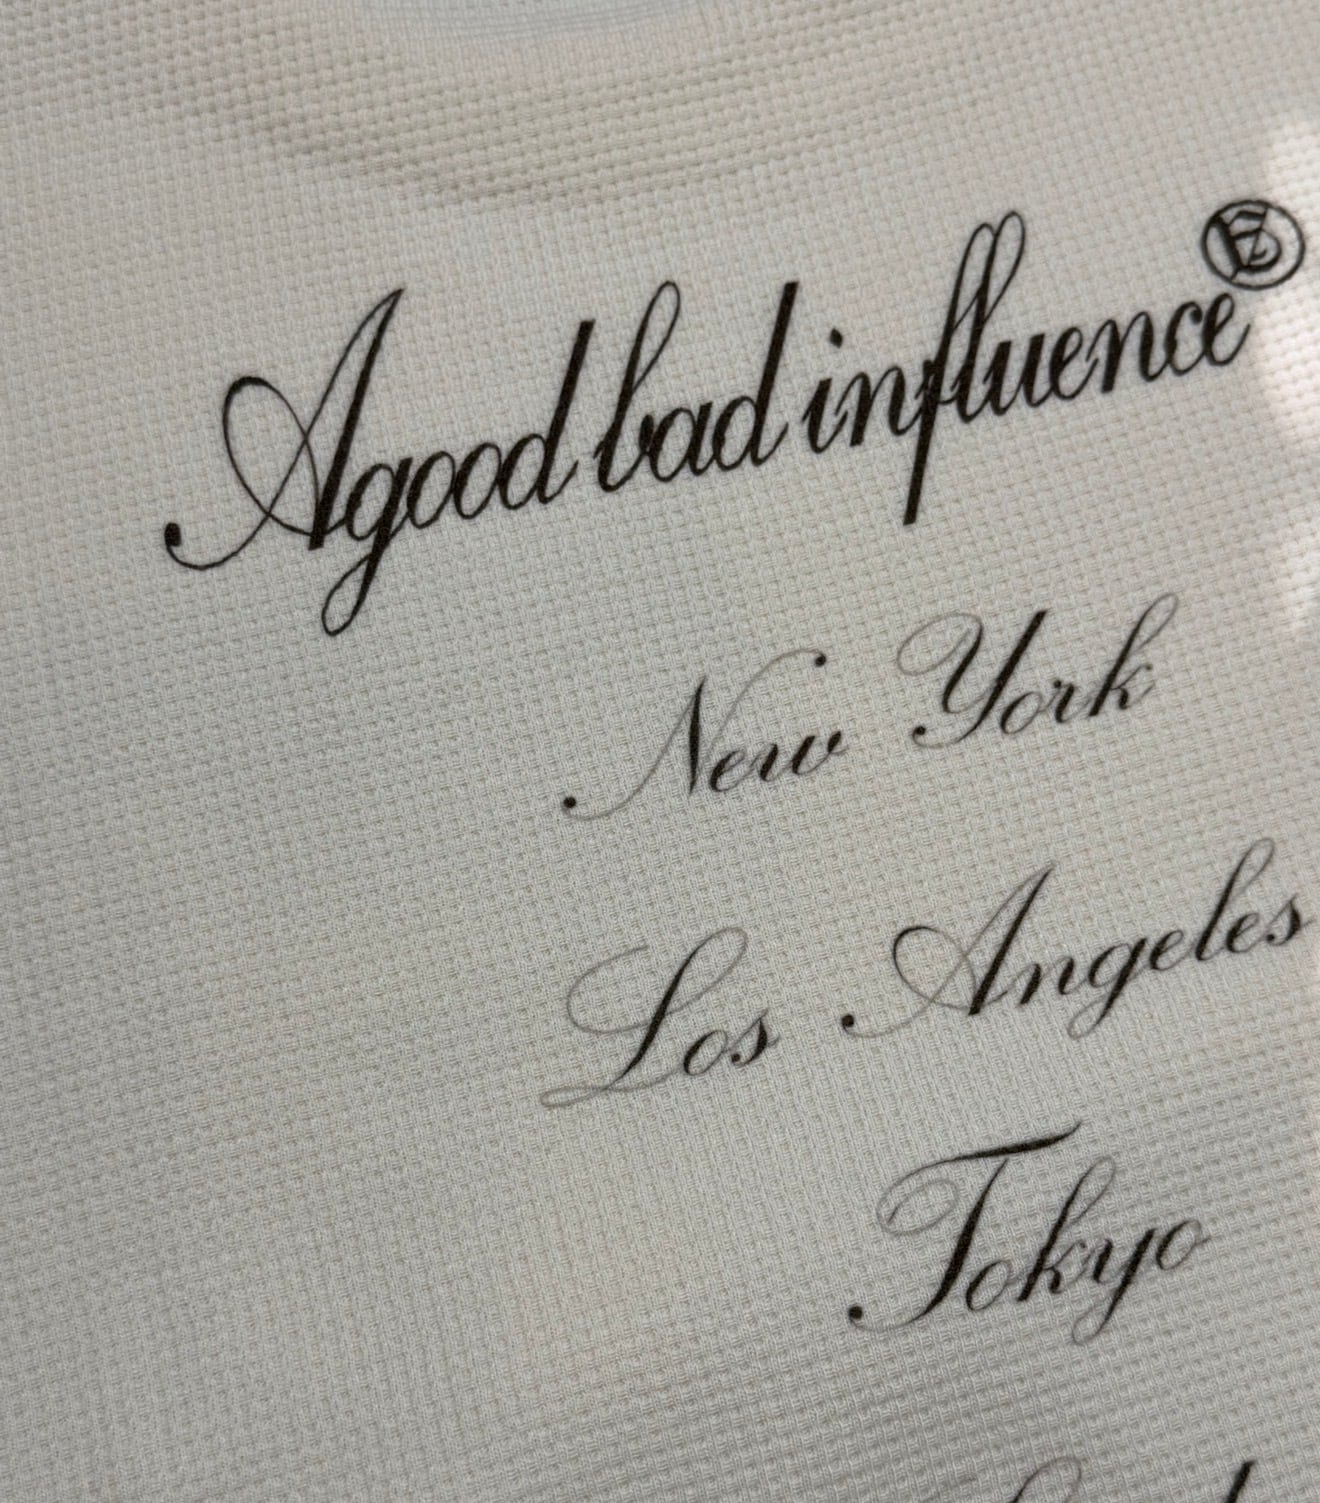 A good bad influence
New York
Los Angeles
Tokyo